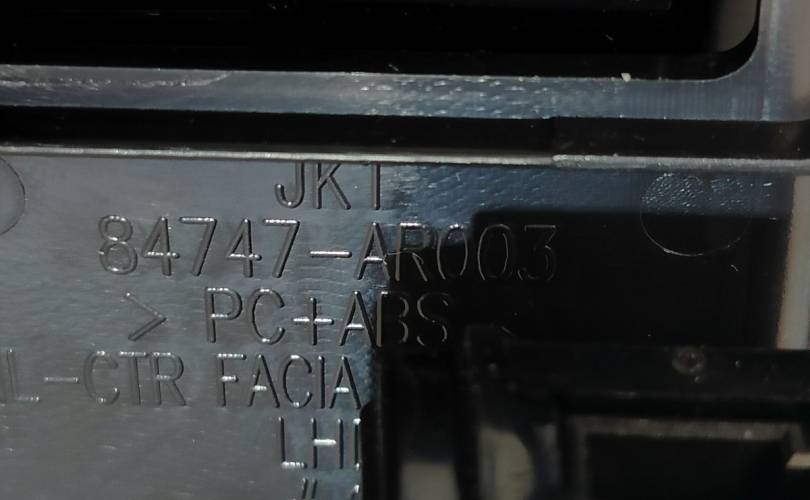 JKT
84747-AR003
> PC+ABS <
L-CTR FACIA
LH